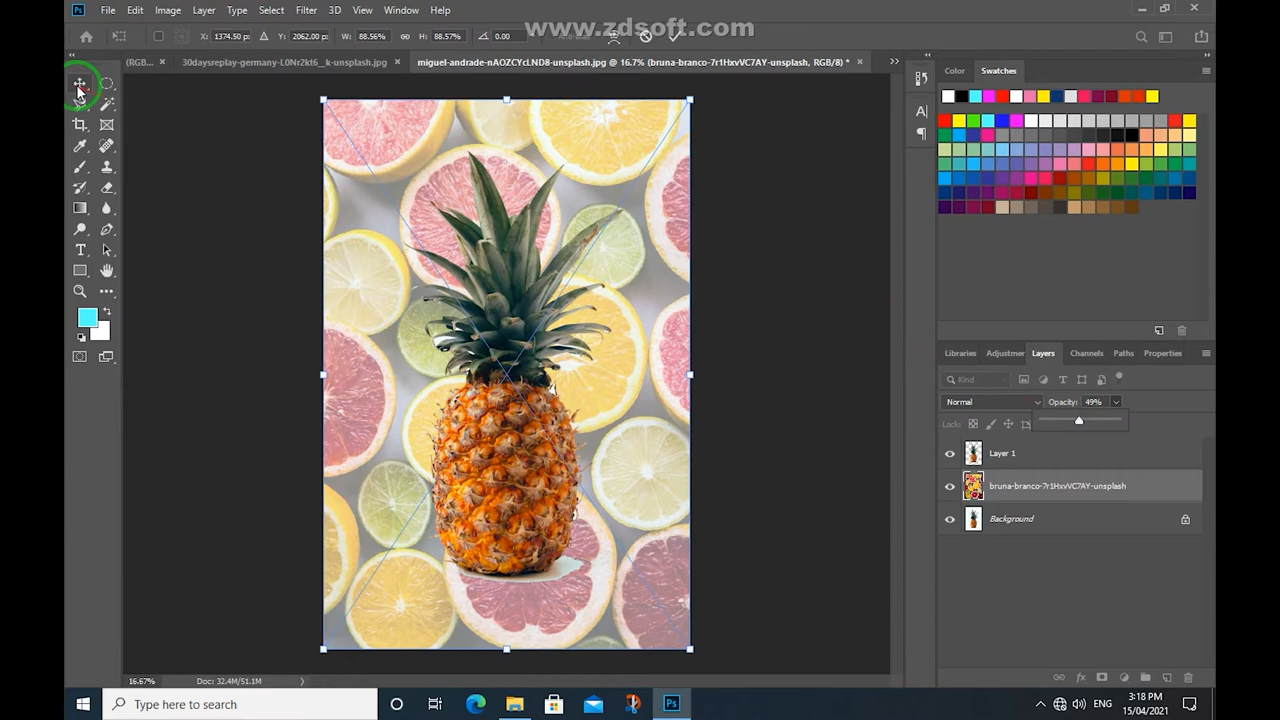 Ps File Edit Image Layer Type Select Filter 3D View Window Help
www.zdsoft.com
X: 1374.50 px Y: 2062.00 px W: 88.56% H: 88.57% 0.00
(RGB... × 30daysreplay-germany-L0Nr2kt6__k-unsplash.jpg × miguel-andrade-nAOZCYcLND8-unsplash.jpg @ 16.7% (bruna-branco-7r1HxvVC7AY-unsplash, RGB/8) * ×
Color Swatches
Libraries Adjustmer Layers Channels Paths Properties
Kind
Normal Opacity: 49%
Lock:
Layer 1
bruna-branco-7r1HxvVC7AY-unsplash
Background
16.67% Doc: 32.4M/51.1M
Type here to search
Ps
ENG
3:18 PM
15/04/2021